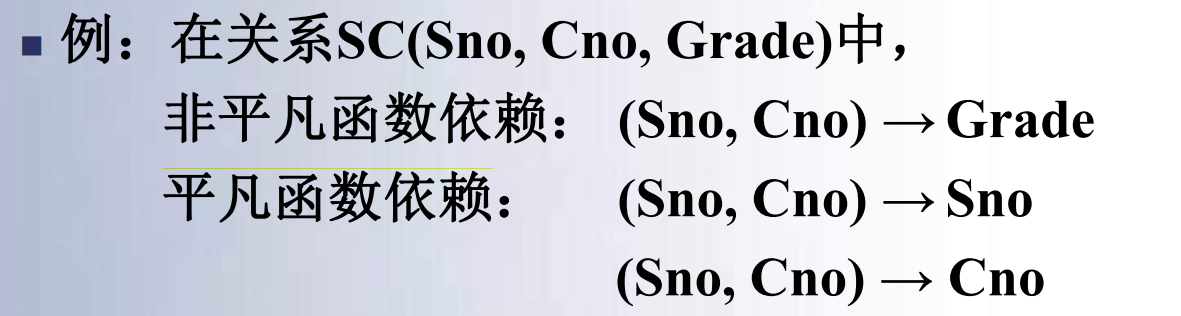 ■ 例：在关系SC(Sno, Cno, Grade)中，
非平凡函数依赖： (Sno, Cno) → Grade
平凡函数依赖： (Sno, Cno) → Sno
(Sno, Cno) → Cno